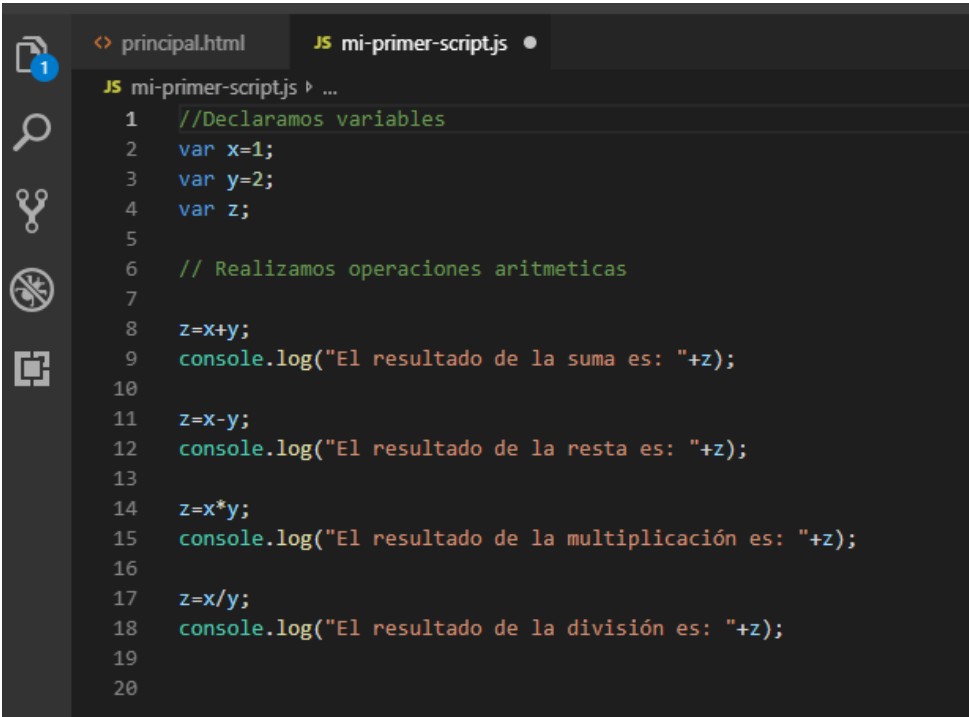 principal.html JS mi-primer-script.js
1
JS mi-primer-script.js ...
1 //Declaramos variables
2 var x=1;
3 var y=2;
4 var z;
5
6 // Realizamos operaciones aritmeticas
7
8 z=x+y;
9 console.log("El resultado de la suma es: "+z);
10
11 z=x-y;
12 console.log("El resultado de la resta es: "+z);
13
14 z=x*y;
15 console.log("El resultado de la multiplicación es: "+z);
16
17 z=x/y;
18 console.log("El resultado de la división es: "+z);
19
20